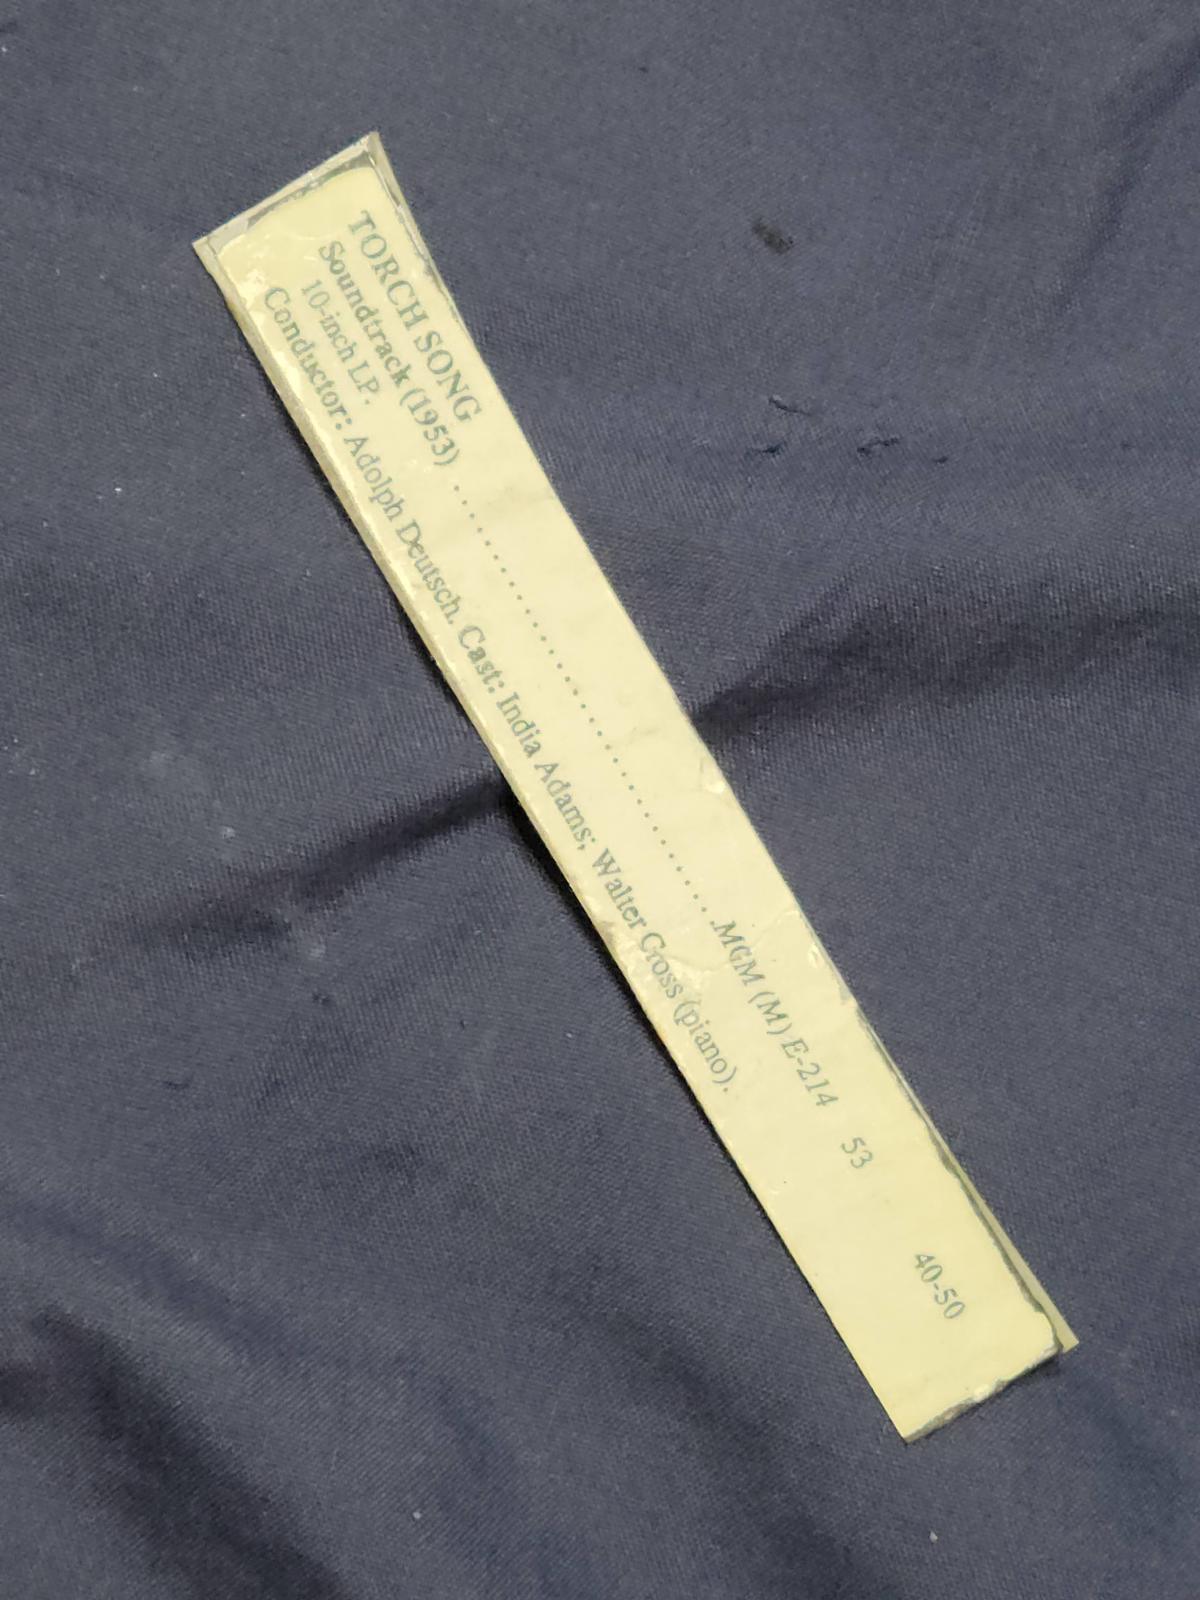 TORCH SONG
Soundtrack (1953) ..............................MGM (M) E-214 53 40-50
10-inch LP.
Conductor: Adolph Deutsch. Cast: India Adams; Walter Gross (piano).